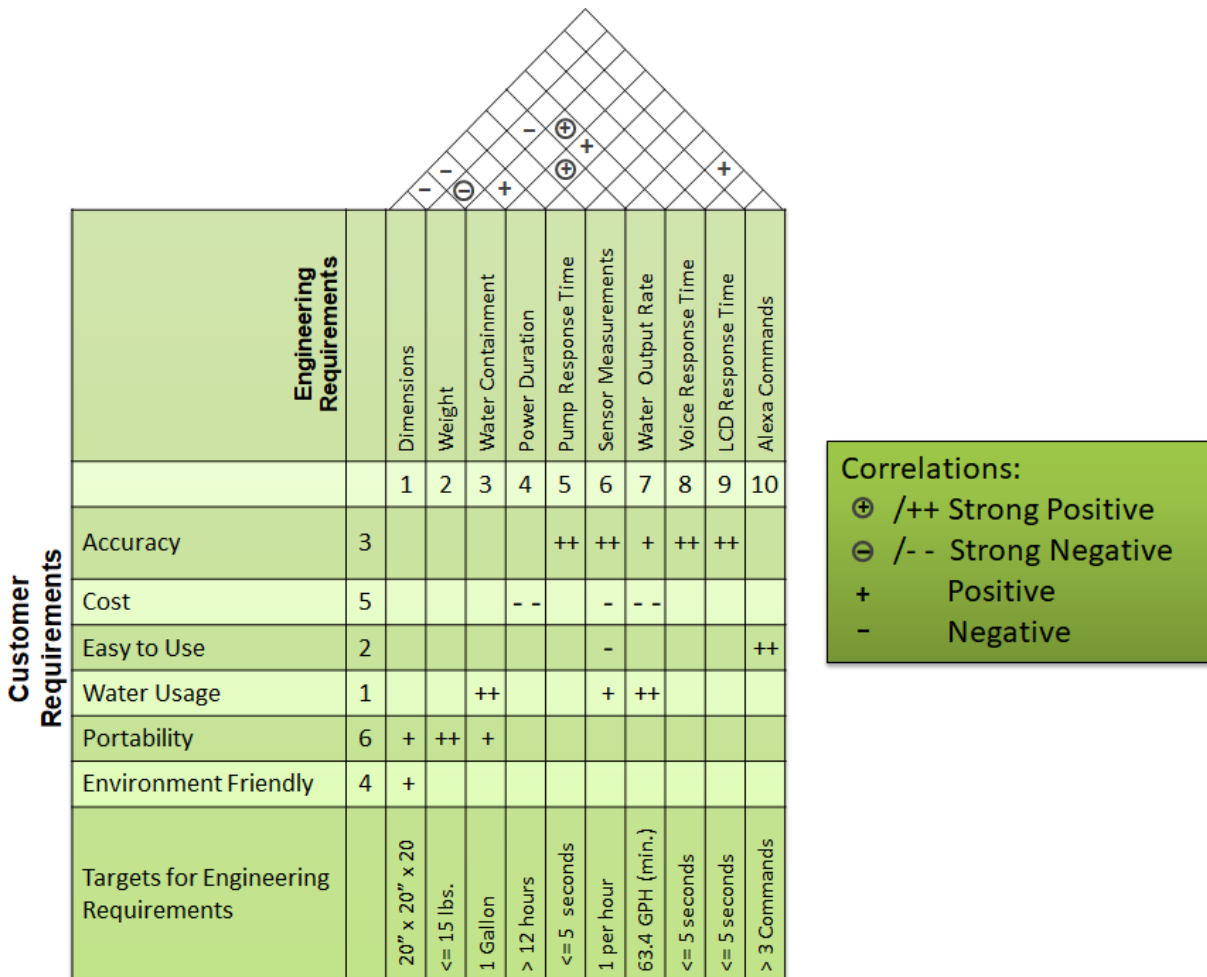 − ⊕
+
− ⊕ +
− ⊖ +
Engineering
Requirements
Dimensions
Weight
Water Containment
Power Duration
Pump Response Time
Sensor Measurements
Water Output Rate
Voice Response Time
LCD Response Time
Alexa Commands
1 2 3 4 5 6 7 8 9 10
Customer
Requirements
Accuracy 3 ++ ++ + ++ ++
Cost 5 - - - - -
Easy to Use 2 - ++
Water Usage 1 ++ + ++
Portability 6 + ++ +
Environment Friendly 4 +
Targets for Engineering
Requirements
20” x 20” x 20
<= 15 lbs.
1 Gallon
> 12 hours
<= 5 seconds
1 per hour
63.4 GPH (min.)
<= 5 seconds
<= 5 seconds
> 3 Commands
Correlations:
⊕ /++ Strong Positive
⊖ /- - Strong Negative
+ Positive
− Negative